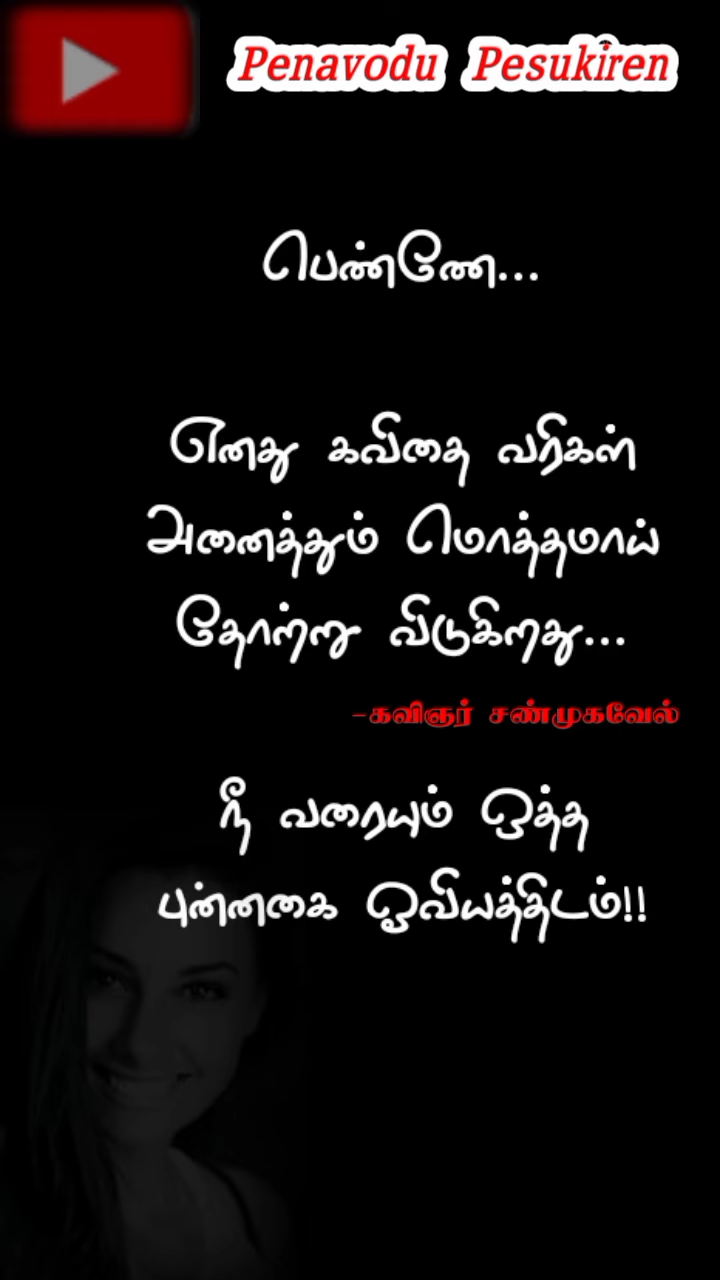 Penavodu Pesukiren
பெண்ணே...
எனது கவிதை வரிகள்
அனைத்தும் மொத்தமாய்
தோற்று விடுகிறது...
-கவிஞர் சண்முகவேல்
நீ வரையும் ஒத்த
புன்னகை ஓவியத்திடம்!!